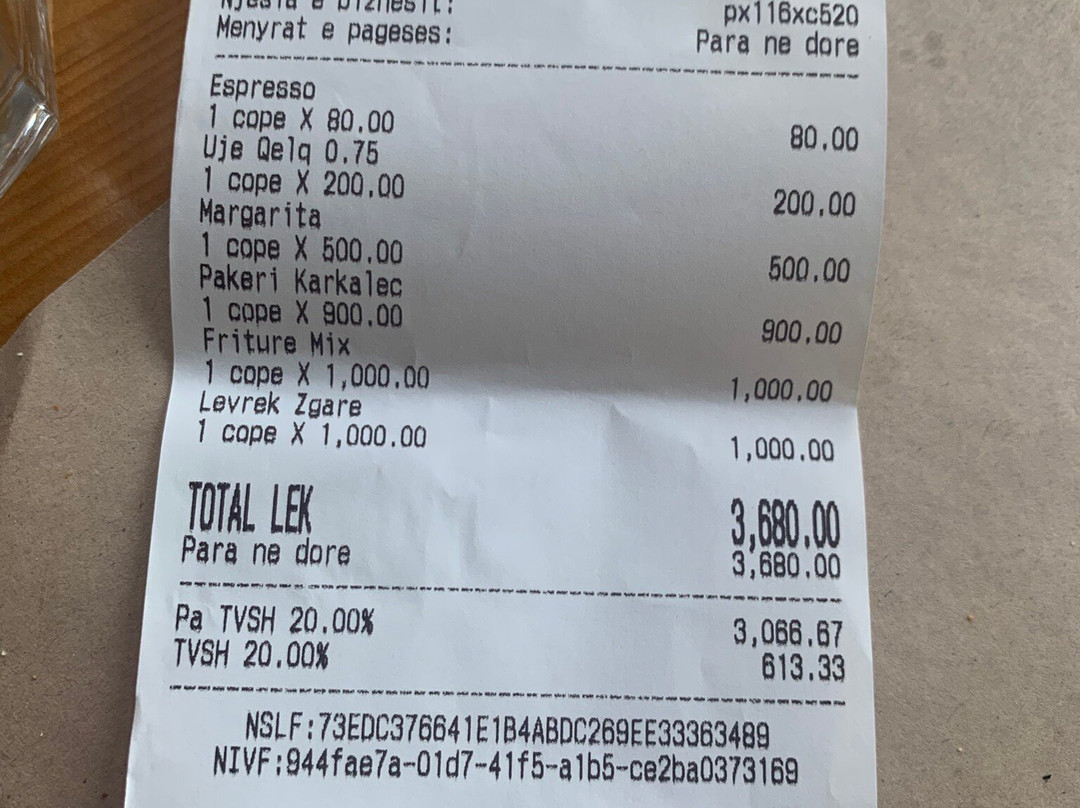 Njesia e biznesit:
px116xc520
Menyrat e pageses:
Para ne dore
Espresso
1 cope X 80.00
80.00
Uje Qelq 0.75
1 cope X 200.00
200.00
Margarita
1 cope X 500.00
500.00
Pakeri Karkalec
1 cope X 900.00
900.00
Friture Mix
1 cope X 1,000.00
1,000.00
Levrek Zgare
1 cope X 1,000.00
1,000.00
TOTAL LEK
3,680.00
Para ne dore
3,680.00
Pa TVSH 20.00%
3,066.67
TVSH 20.00%
613.33
NSLF:73EDC376641E1B4ABDC269EE33363489
NIVF:944fae7a-01d7-41f5-a1b5-ce2ba0373169